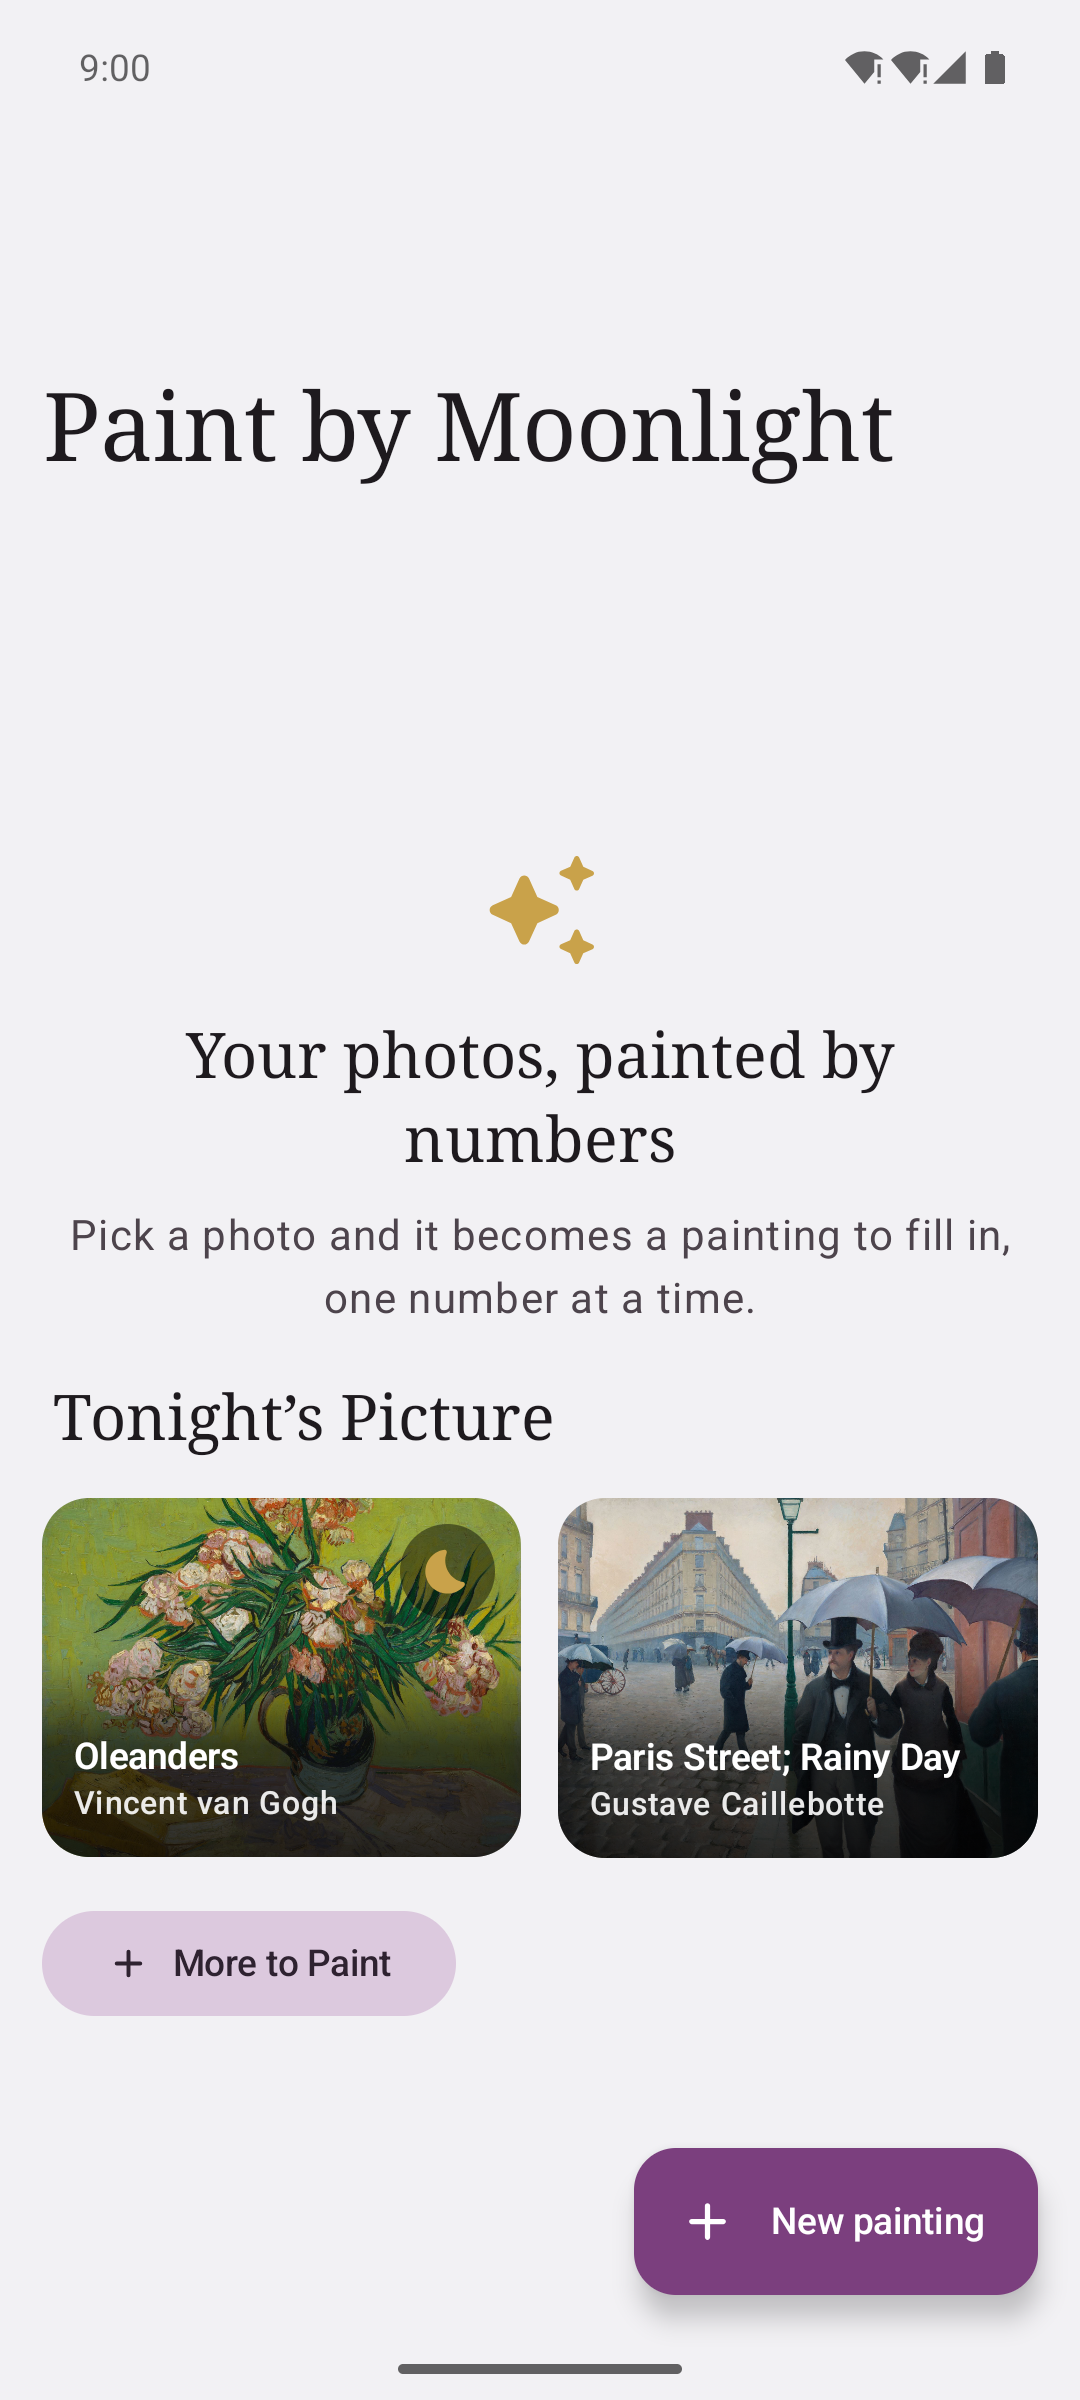 9:00
Paint by Moonlight
Your photos, painted by
numbers
Pick a photo and it becomes a painting to fill in,
one number at a time.
Tonight’s Picture
Oleanders
Vincent van Gogh
Paris Street; Rainy Day
Gustave Caillebotte
More to Paint
New painting